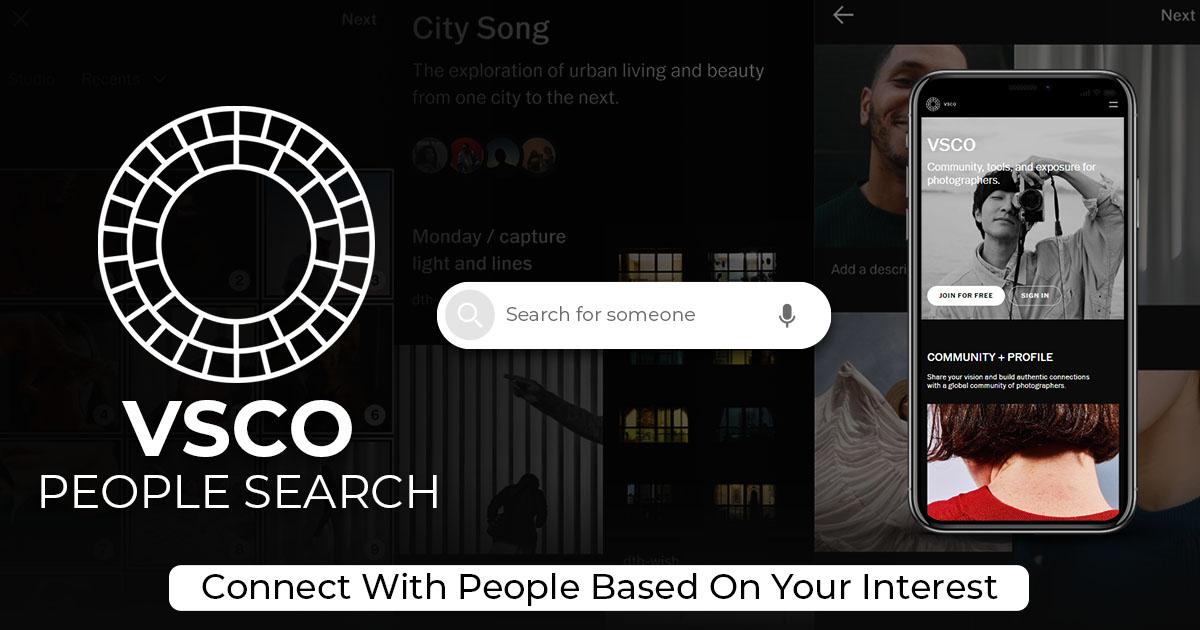 Next
Studio
Recents
City Song
The exploration of urban living and beauty
from one city to the next.
Monday / capture
light and lines
2
4
6
7
8
9
VSCO
PEOPLE SEARCH
Search for someone
dth-wish
Next
Add a descri
VSCO
VSCO
Community, tools, and exposure for
photographers.
JOIN FOR FREE
SIGN IN
COMMUNITY + PROFILE
Share your vision and build authentic connections
with a global community of photographers.
Connect With People Based On Your Interest